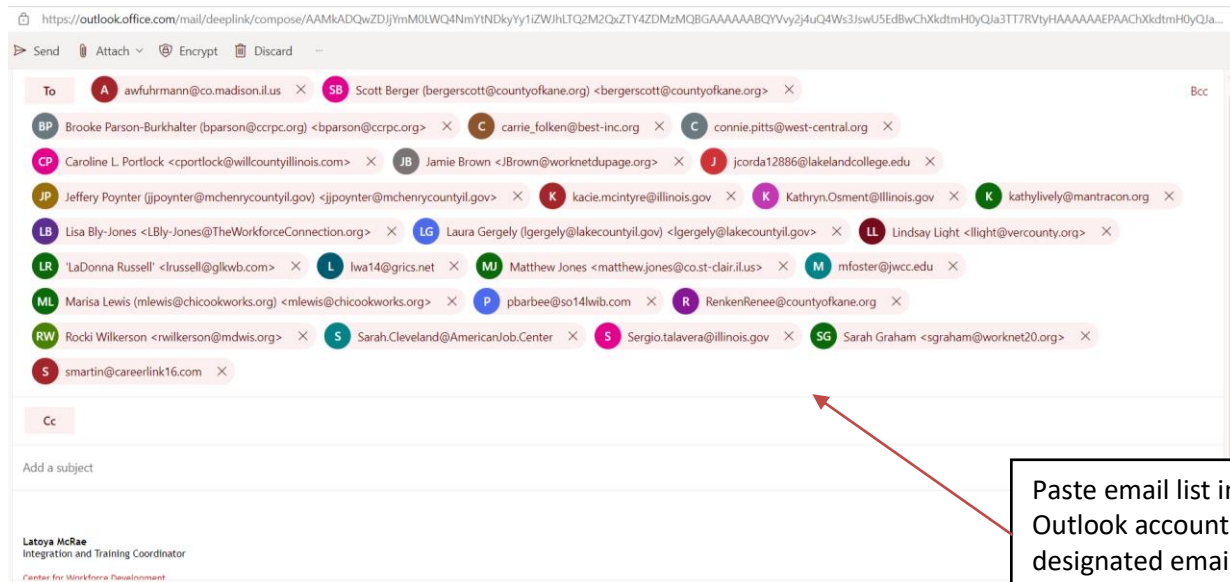 https://outlook.office.com/mail/deeplink/compose/AAMkADQwZDJjYmM0LWQ4NmYtNDkyYy1iZWJhLTQ2M2QxZTY4ZDMzMQBGAAAAAABQYVvy2j4uQ4Ws3JswU5EdBwChXkdtmH0yQJa3TT7RVtyHAAAAAAEPAAChXkdtmH0yQJa...
Send Attach Encrypt Discard ...
To A awfuhrmann@co.madison.il.us × SB Scott Berger (bergerscott@countyofkane.org) <bergerscott@countyofkane.org> × Bcc
BP Brooke Parson-Burkhalter (bparson@ccrpc.org) <bparson@ccrpc.org> × C carrie_folken@best-inc.org × C connie.pitts@west-central.org ×
CP Caroline L. Portlock <cportlock@willcountyillinois.com> × JB Jamie Brown <JBrown@worknetdupage.org> × J jcorda12886@lakelandcollege.edu ×
JP Jeffery Poynter (jjpoynter@mchenrycountyil.gov) <jjpoynter@mchenrycountyil.gov> × K kacie.mcintyre@illinois.gov × K Kathryn.Osment@Illinois.gov × K kathylively@mantracon.org ×
LB Lisa Bly-Jones <LBly-Jones@TheWorkforceConnection.org> × LG Laura Gergely (lgergely@lakecountyil.gov) <lgergely@lakecountyil.gov> × LL Lindsay Light <llight@vercounty.org> ×
LR 'LaDonna Russell' <lrussell@glkwb.com> × L lwa14@grics.net × MJ Matthew Jones <matthew.jones@co.st-clair.il.us> × M mfoster@jwcc.edu ×
ML Marisa Lewis (mlewis@chicookworks.org) <mlewis@chicookworks.org> × P pbarbee@so14lwib.com × R RenkenRenee@countyofkane.org ×
RW Rocki Wilkerson <rwilkerson@mdwis.org> × S Sarah.Cleveland@AmericanJob.Center × S Sergio.talavera@illinois.gov × SG Sarah Graham <sgraham@worknet20.org> ×
S smartin@careerlink16.com ×
Cc
Add a subject
Paste email list in
Outlook account
designated emai
Latoya McRae
Integration and Training Coordinator
Center for Workforce Development